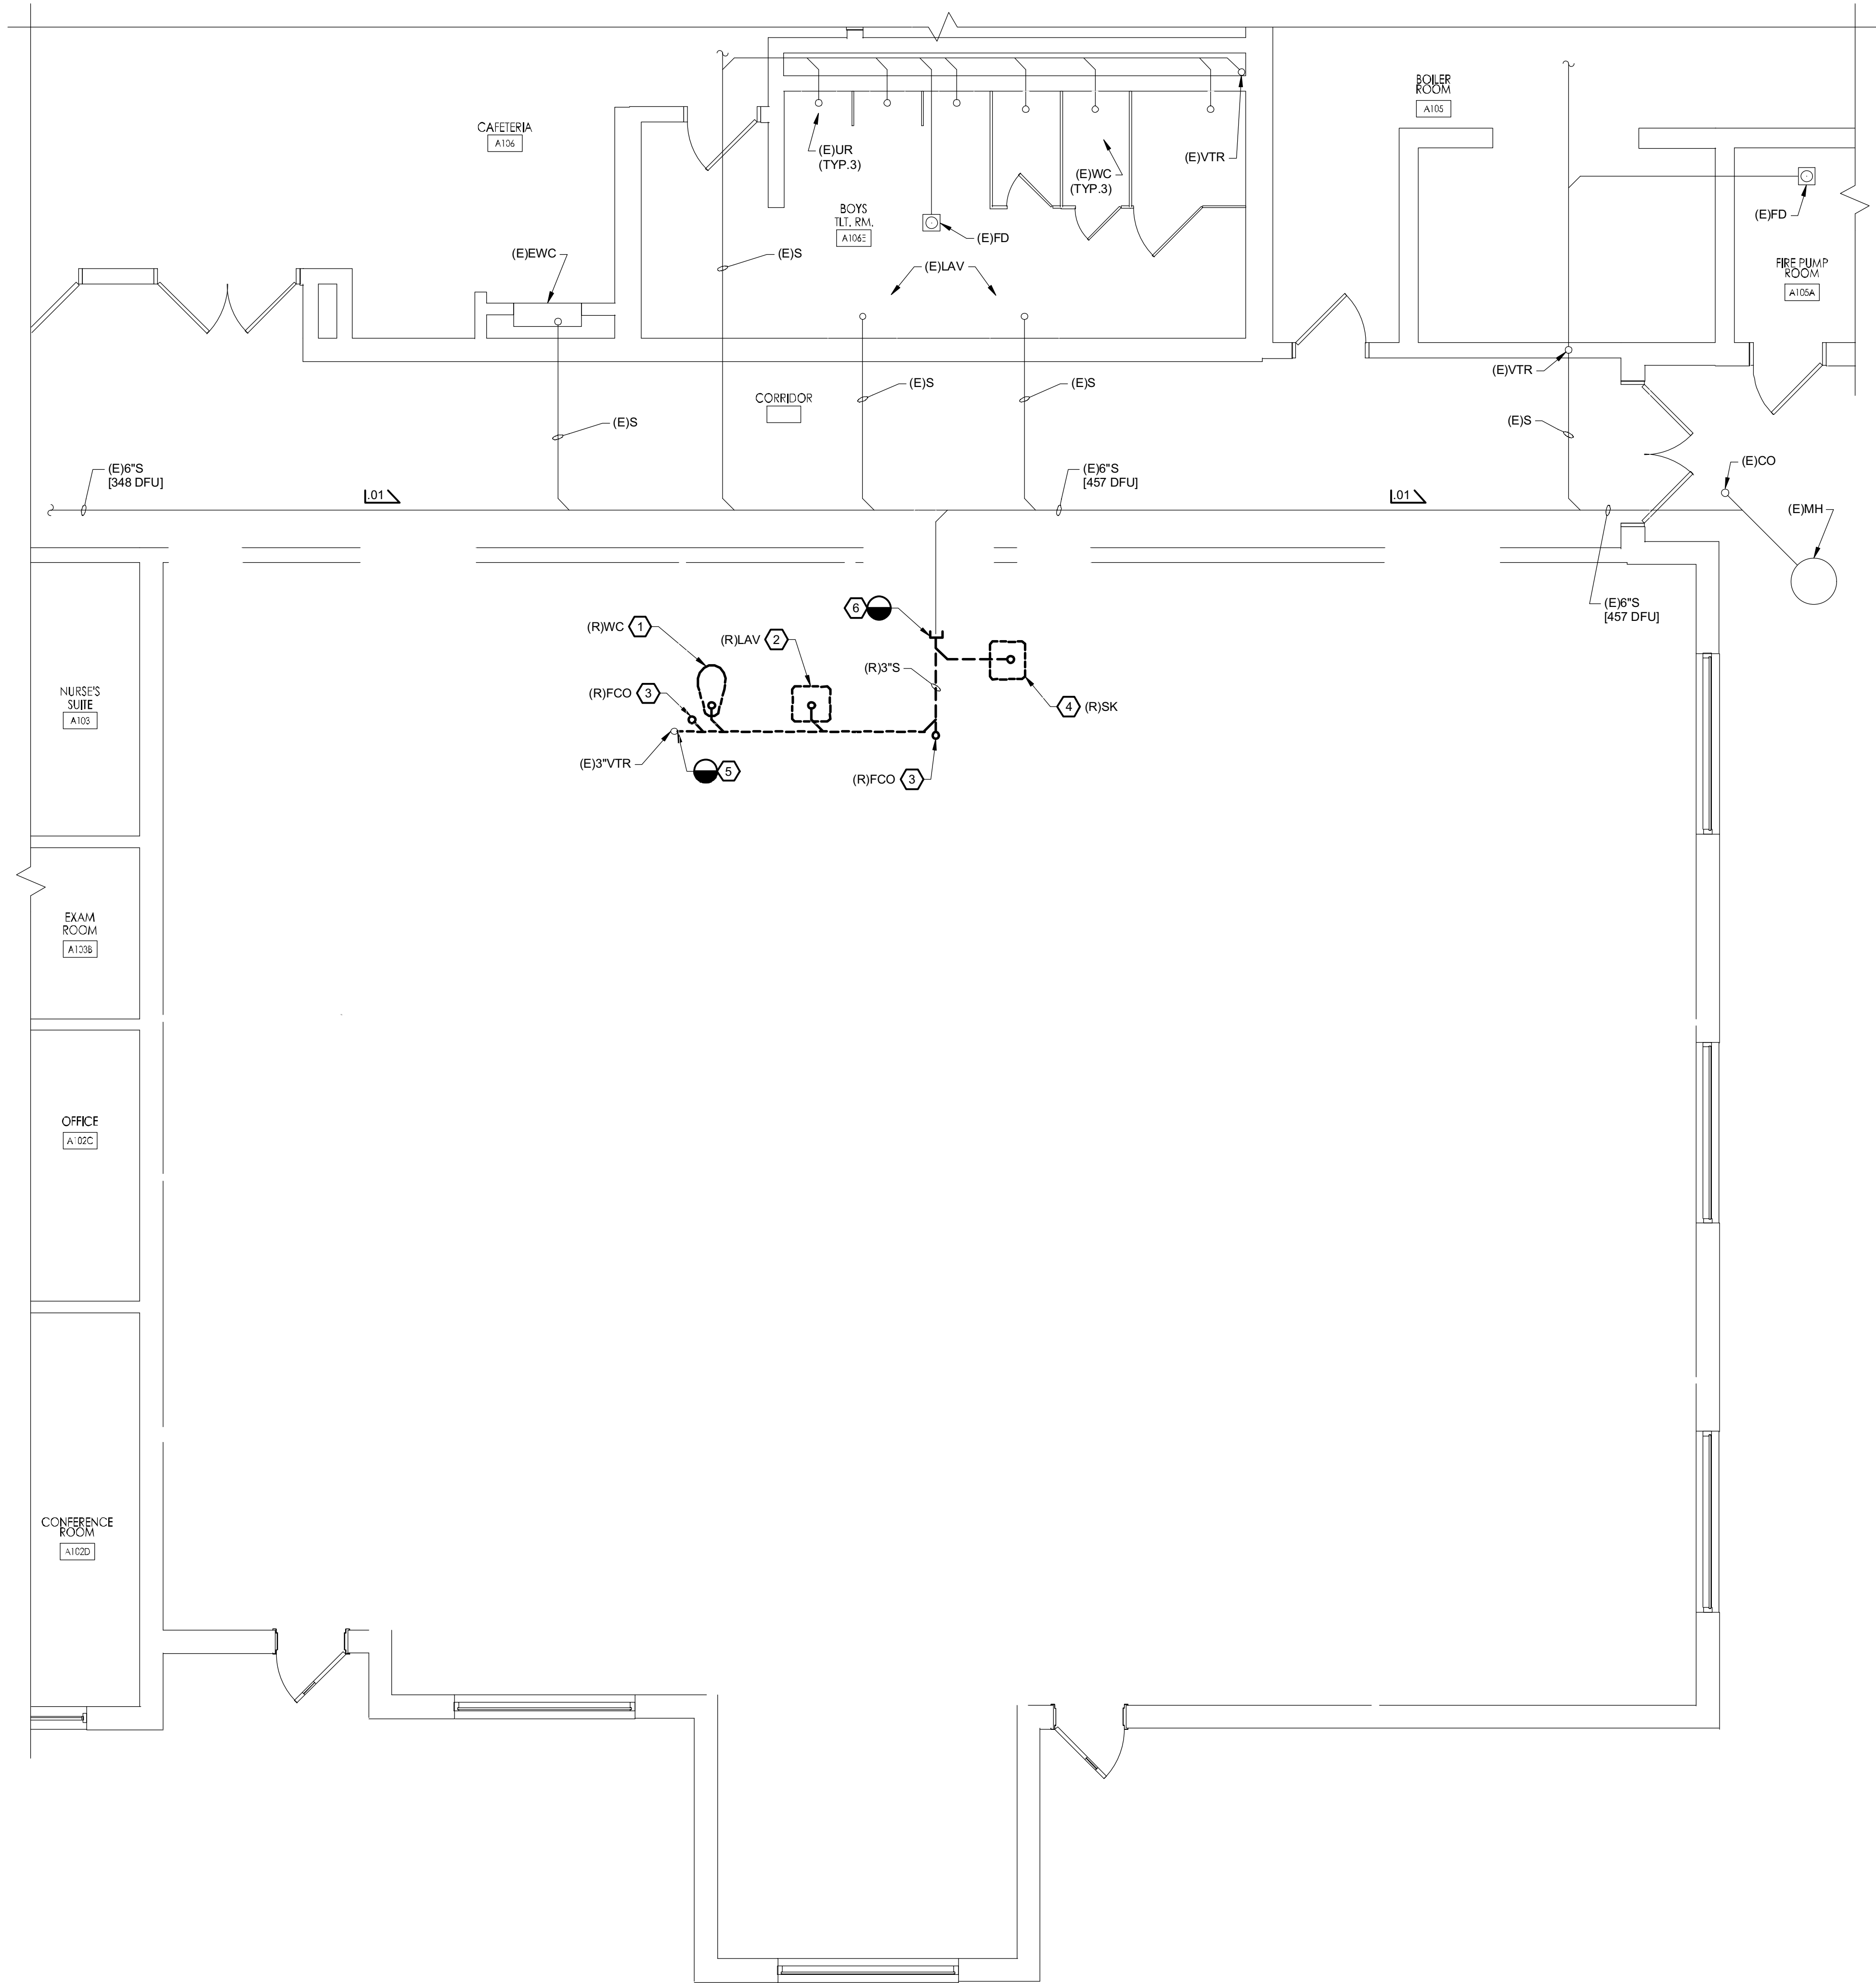 CAFETERIA
A106
(E)UR
(TYP.3)
(E)WC
(TYP.3)
(E)VTR
BOILER
ROOM
A105
BOYS
TLT. RM.
A106E
(E)FD
(E)FD
(E)EWC
(E)S
(E)LAV
FIRE PUMP
ROOM
A105A
(E)VTR
CORRIDOR
(E)S
(E)S
(E)S
(E)S
(E)CO
(E)6"S
[348 DFU]
.01
(E)6"S
[457 DFU]
.01
(E)MH
(E)6"S
[457 DFU]
6
(R)WC 1
(R)LAV 2
(R)3"S
(R)FCO 3
4 (R)SK
(E)3"VTR
5
(R)FCO 3
NURSE'S
SUITE
A103
EXAM
ROOM
A103B
OFFICE
A102C
CONFERENCE
ROOM
A102D